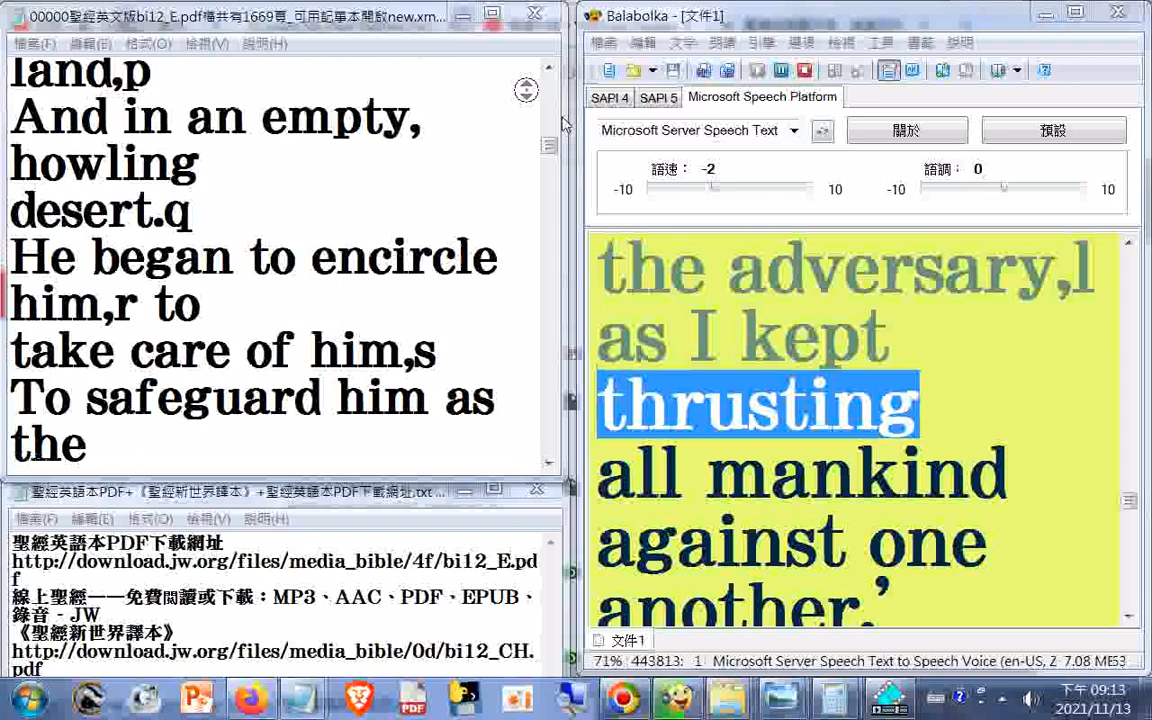 00000聖經英文版bi12_E.pdf檔共有1669頁_可用記事本開啟new.xm...
檔案(F) 編輯(E) 格式(O) 檢視(V) 說明(H)
land,p
And in an empty,
howling
desert.q
He began to encircle
him,r to
take care of him,s
To safeguard him as
the
聖經英語本PDF+《聖經新世界譯本》+聖經英語本PDF下載網址.txt ...
檔案(F) 編輯(E) 格式(O) 檢視(V) 說明(H)
聖經英語本PDF下載網址
http://download.jw.org/files/media_bible/4f/bi12_E.pd
f
線上聖經——免費閱讀或下載：MP3、AAC、PDF、EPUB、
錄音 - JW
《聖經新世界譯本》
http://download.jw.org/files/media_bible/0d/bi12_CH.
pdf
Balabolka - [文件1]
檔案 編輯 文字 朗讀 引擎 選項 檢視 工具 書籤 說明
SAPI 4 SAPI 5 Microsoft Speech Platform
Microsoft Server Speech Text 關於 預設
語速： -2 語調： 0
-10 10 -10 10
the adversary,l
as I kept
thrusting
all mankind
against one
another.’
文件1
71% 443813: 1 Microsoft Server Speech Text to Speech Voice (en-US, Z 7.08 ME53
下午 09:13
2021/11/13